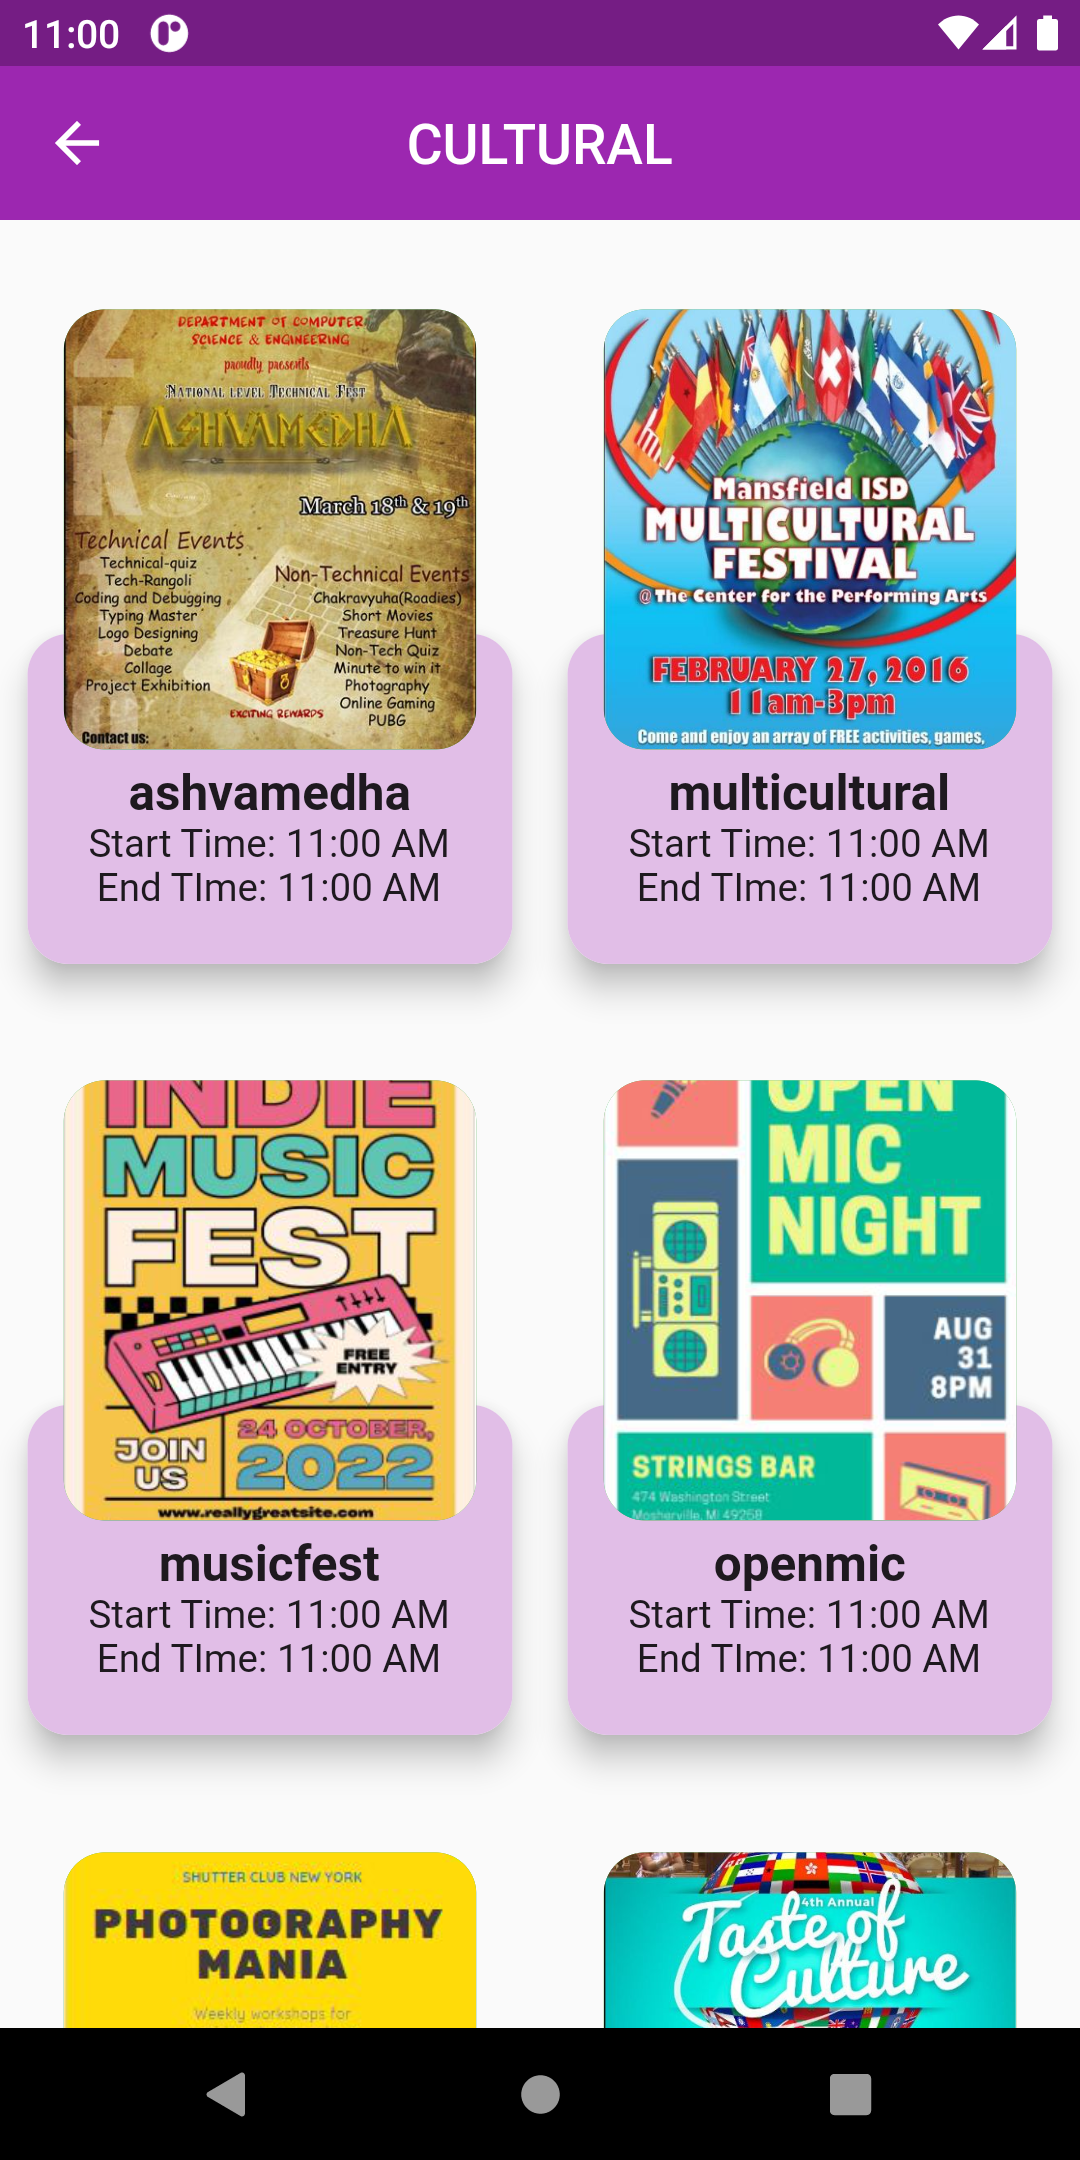 11:00
CULTURAL
DEPARTMENT OF COMPUTER
SCIENCE & ENGINEERING
proudly presents
NATIONAL LEVEL TECHNICAL FEST
ASHVAMEDHA
March 18th & 19th
Technical Events
Technical-quiz
Tech-Rangoli
Coding and Debugging
Typing Master
Logo Designing
Debate
Collage
Project Exhibition
Non-Technical Events
Chakravyuha(Roadies)
Short Movies
Treasure Hunt
Non-Tech Quiz
Minute to win it
Photography
Online Gaming
PUBG
EXCITING REWARDS
Contact us:
ashvamedha
Start Time: 11:00 AM
End TIme: 11:00 AM
Mansfield ISD
MULTICULTURAL
FESTIVAL
@The Center for the Performing Arts
FEBRUARY 27, 2016
11am-3pm
Come and enjoy an array of FREE activities, games,
multicultural
Start Time: 11:00 AM
End TIme: 11:00 AM
INDIE
MUSIC
FEST
FREE
ENTRY
JOIN
US
24 OCTOBER,
2022
www.reallygreatsite.com
musicfest
Start Time: 11:00 AM
End TIme: 11:00 AM
OPEN
MIC
NIGHT
AUG
31
8PM
STRINGS BAR
474 Washington Street
Mosherville, MI 49258
openmic
Start Time: 11:00 AM
End TIme: 11:00 AM
SHUTTER CLUB NEW YORK
PHOTOGRAPHY
MANIA
Weekly workshops for
4th Annual
Taste of
Culture